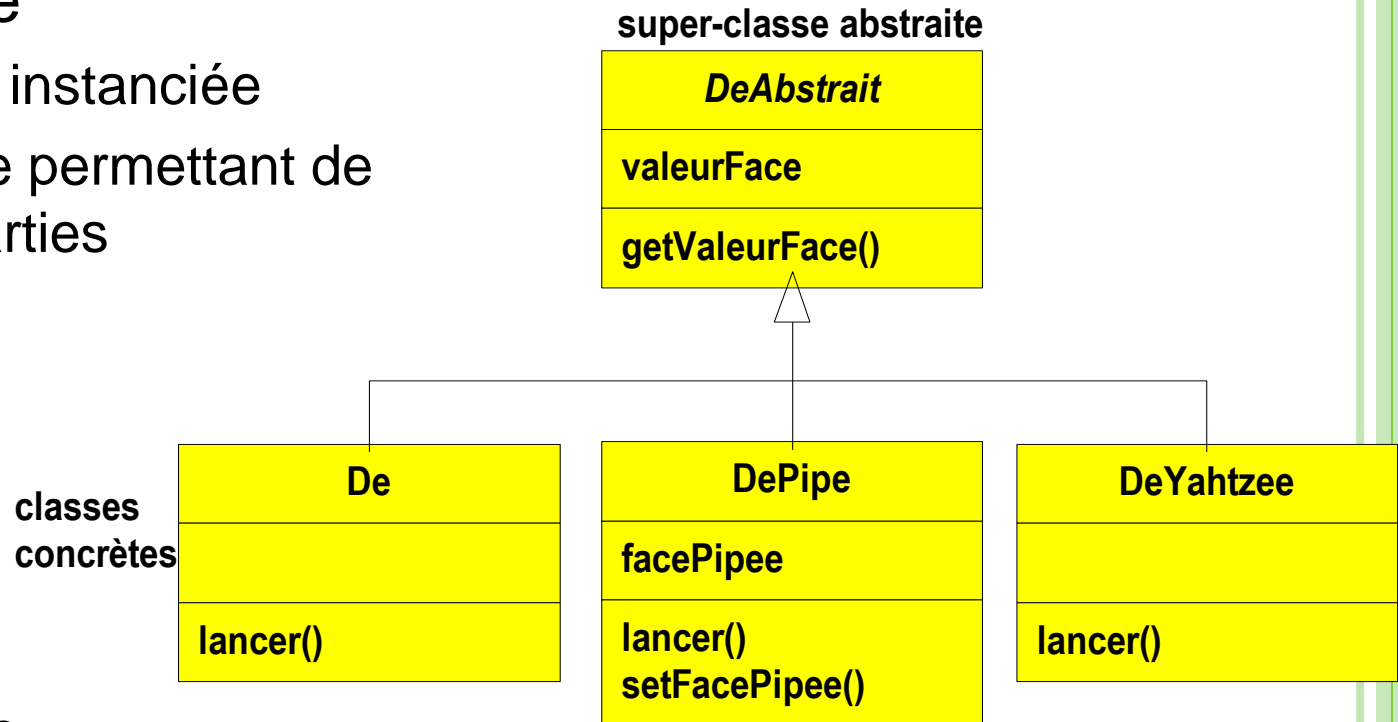 super-classe abstraite
instanciée
permettant de
DeAbstrait
valeurFace
getValeurFace()
classes
concrètes
De
lancer()
DePipe
facePipee
lancer()
setFacePipee()
DeYahtzee
lancer()